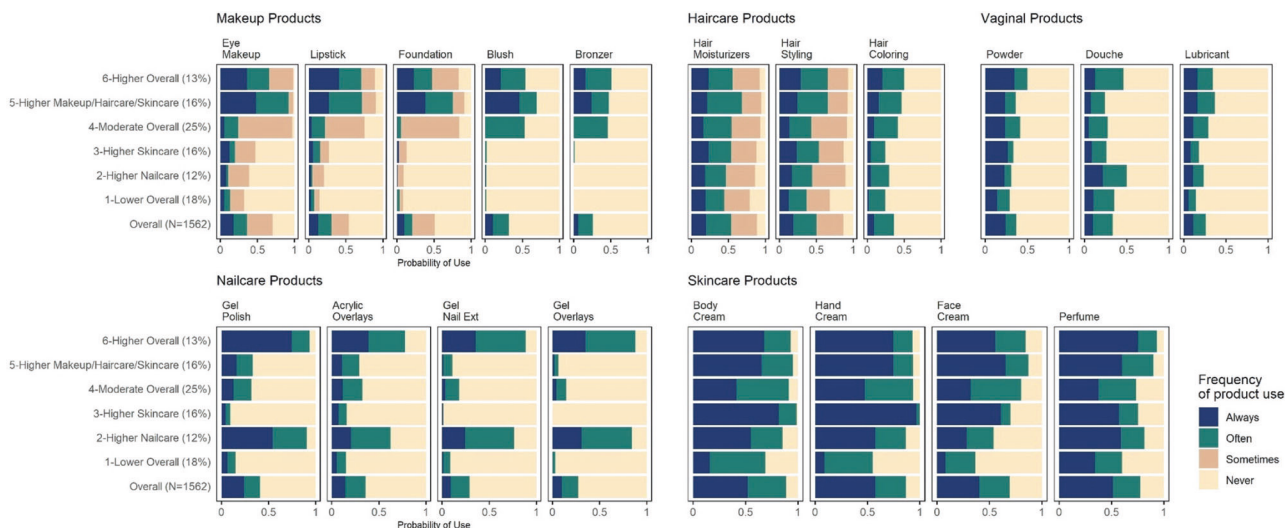 Makeup Products
Haircare Products
Vaginal Products
Eye
Makeup
Lipstick
Foundation
Blush
Bronzer
Hair
Moisturizers
Hair
Styling
Hair
Coloring
Powder
Douche
Lubricant
6-Higher Overall (13%)
5-Higher Makeup/Haircare/Skincare (16%)
4-Moderate Overall (25%)
3-Higher Skincare (16%)
2-Higher Nailcare (12%)
1-Lower Overall (18%)
Overall (N=1562)
0 0.5 1 0 0.5 1 0 0.5 1 0 0.5 1 0 0.5 1 0 0.5 1 0 0.5 1 0 0.5 1 0 0.5 1 0 0.5 1 0 0.5 1
Probability of Use
Nailcare Products
Skincare Products
Gel
Polish
Acrylic
Overlays
Gel
Nail Ext
Gel
Overlays
Body
Cream
Hand
Cream
Face
Cream
Perfume
6-Higher Overall (13%)
5-Higher Makeup/Haircare/Skincare (16%)
4-Moderate Overall (25%)
3-Higher Skincare (16%)
2-Higher Nailcare (12%)
1-Lower Overall (18%)
Overall (N=1562)
0 0.5 1 0 0.5 1 0 0.5 1 0 0.5 1 0 0.5 1 0 0.5 1 0 0.5 1 0 0.5 1
Probability of Use
Frequency
of product use
Always
Often
Sometimes
Never